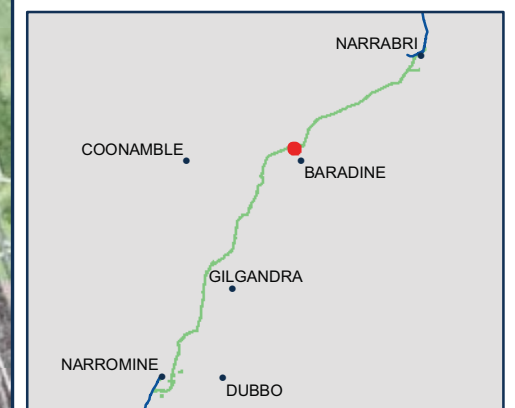 NARRABRI
COONAMBLE
BARADINE
GILGANDRA
NARROMINE
DUBBO